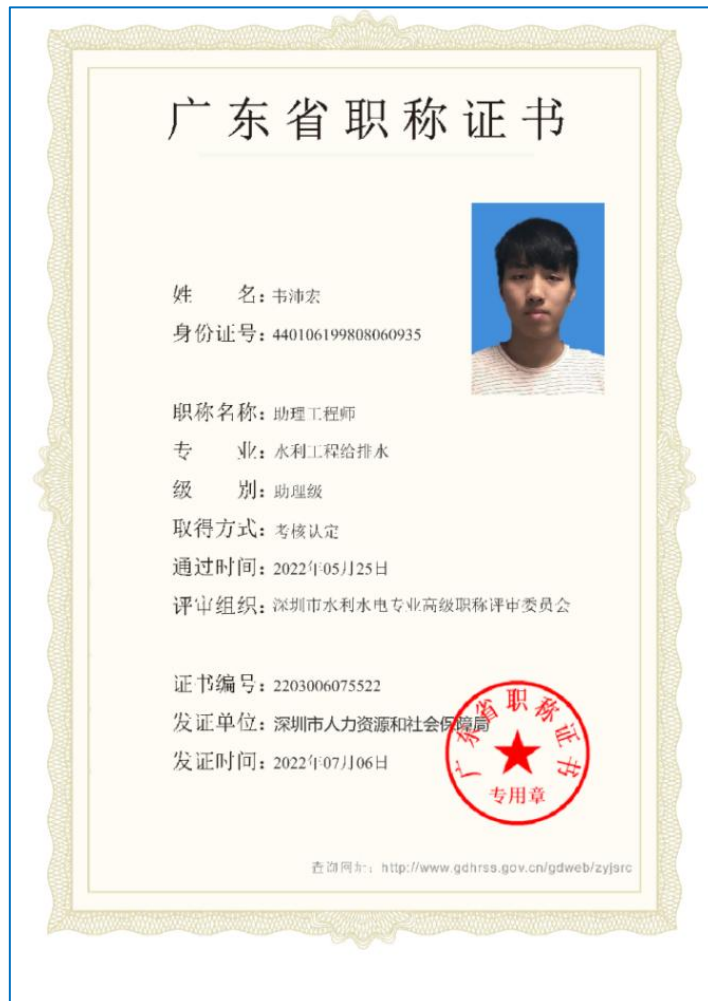 广东省职称证书
姓 名：韦沛宏
身份证号：440106199808060935
职称名称：助理工程师
专 业：水利工程给排水
级 别：助理级
取得方式：考核认定
通过时间：2022年05月25日
评审组织：深圳市水利水电专业高级职称评审委员会
证书编号：2203006075522
发证单位：深圳市人力资源和社会保障局
发证时间：2022年07月06日
广东省职称证书
专用章
查询网址：http://www.gdhrss.gov.cn/gdweb/zyjsrc